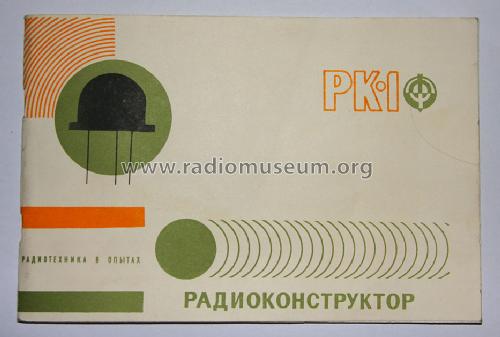 РК·1
www.radiomuseum.org
РАДИОТЕХНИКА В ОПЫТАХ
РАДИОКОНСТРУКТОР